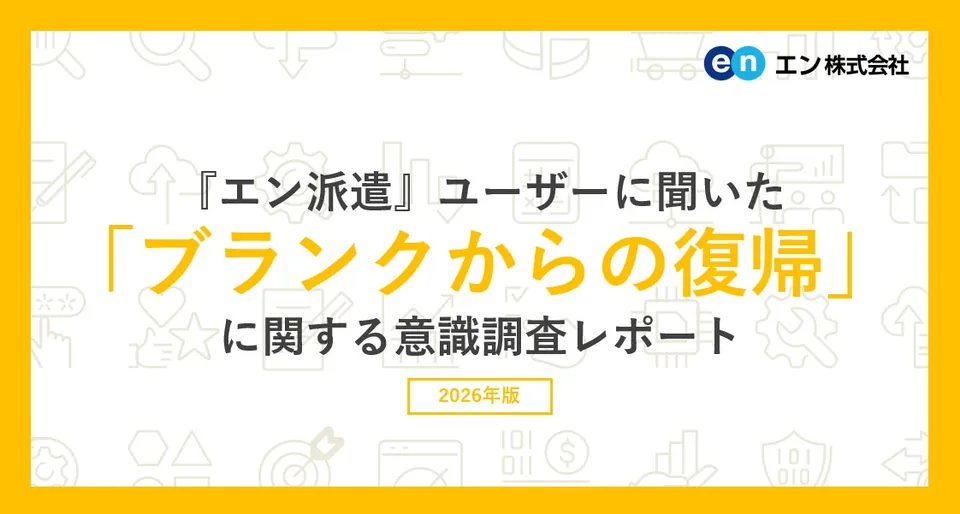 en エン株式会社
『エン派遣』ユーザーに聞いた
「ブランクからの復帰」
に関する意識調査レポート
2026年版